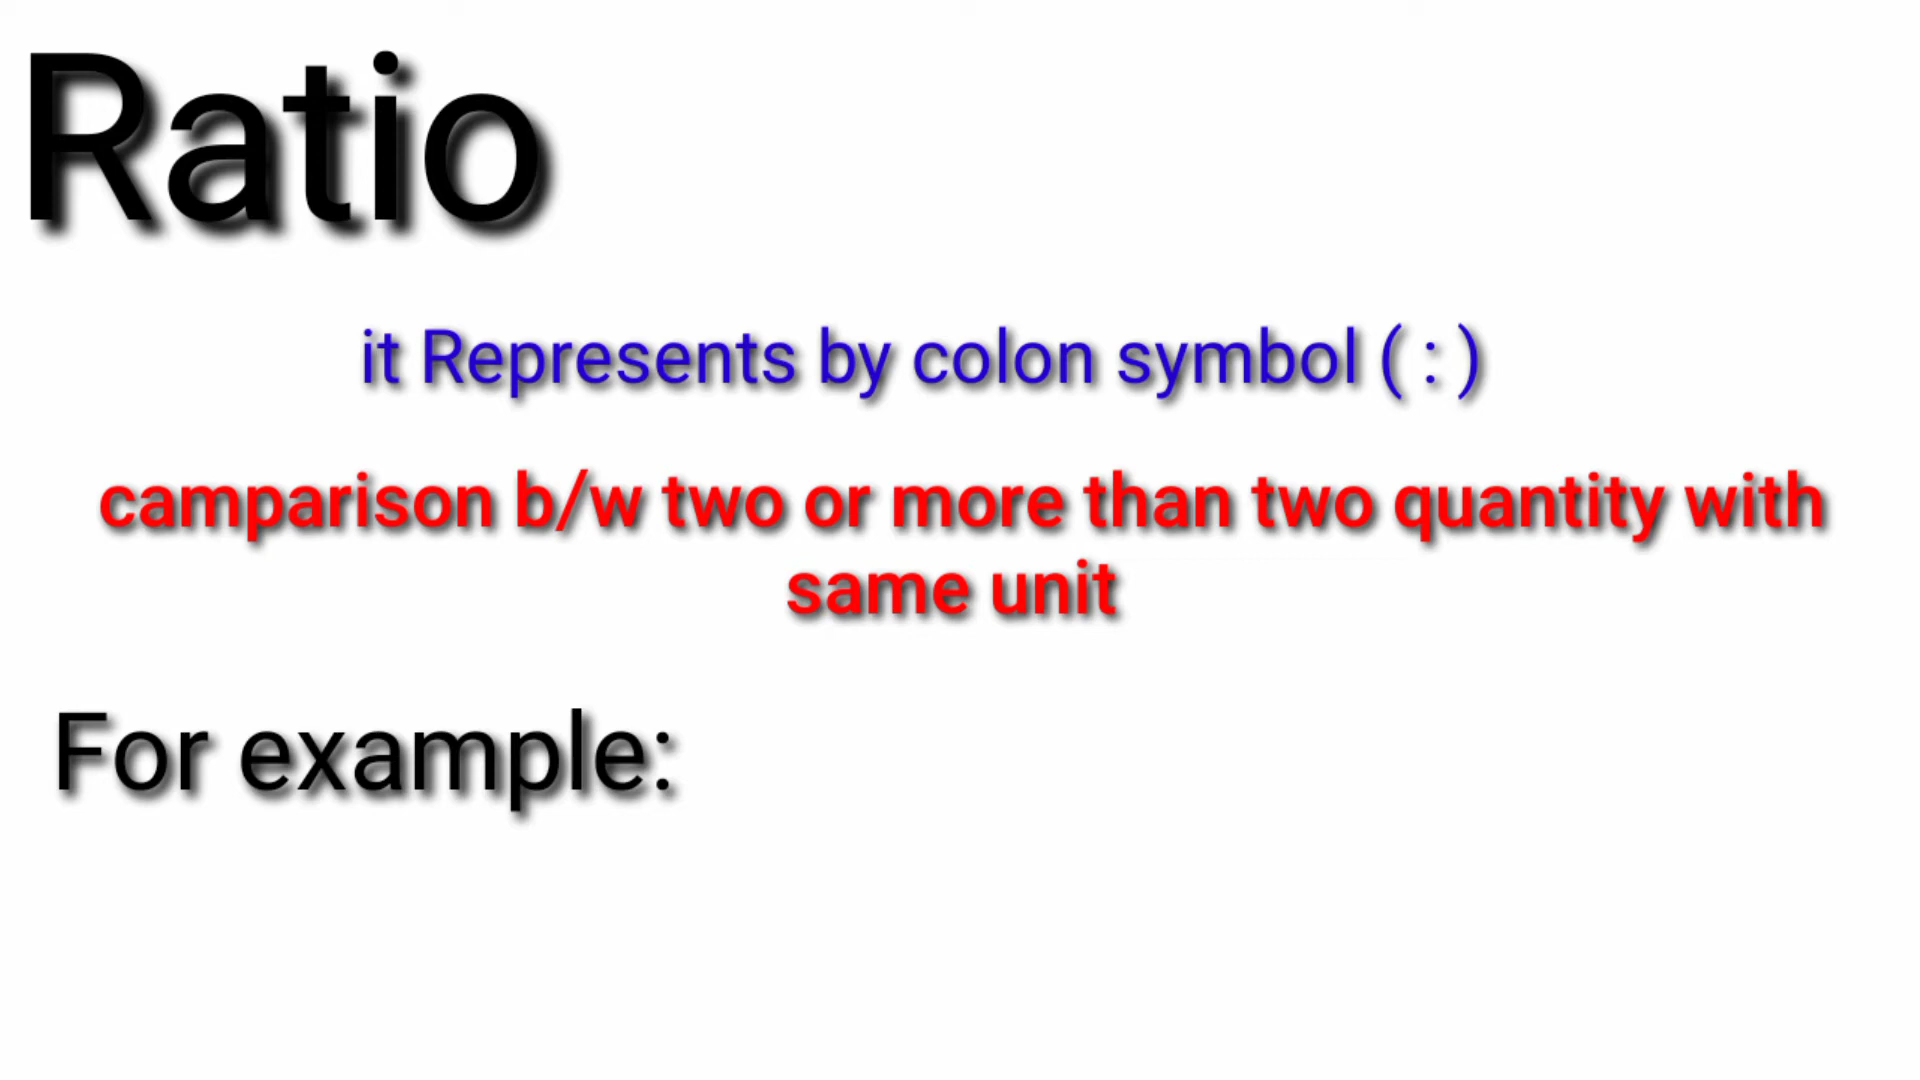 Ratio
it Represents by colon symbol ( : )
camparison b/w two or more than two quantity with
same unit
For example: